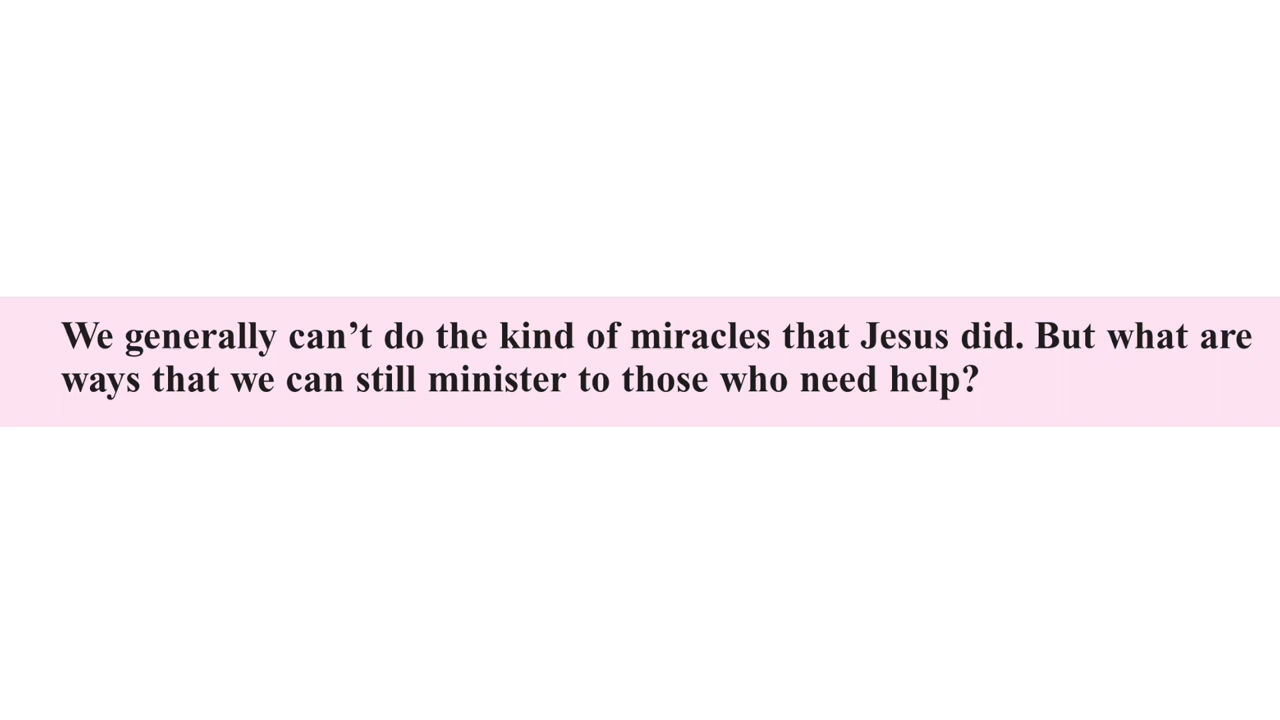 We generally can’t do the kind of miracles that Jesus did. But what are
ways that we can still minister to those who need help?